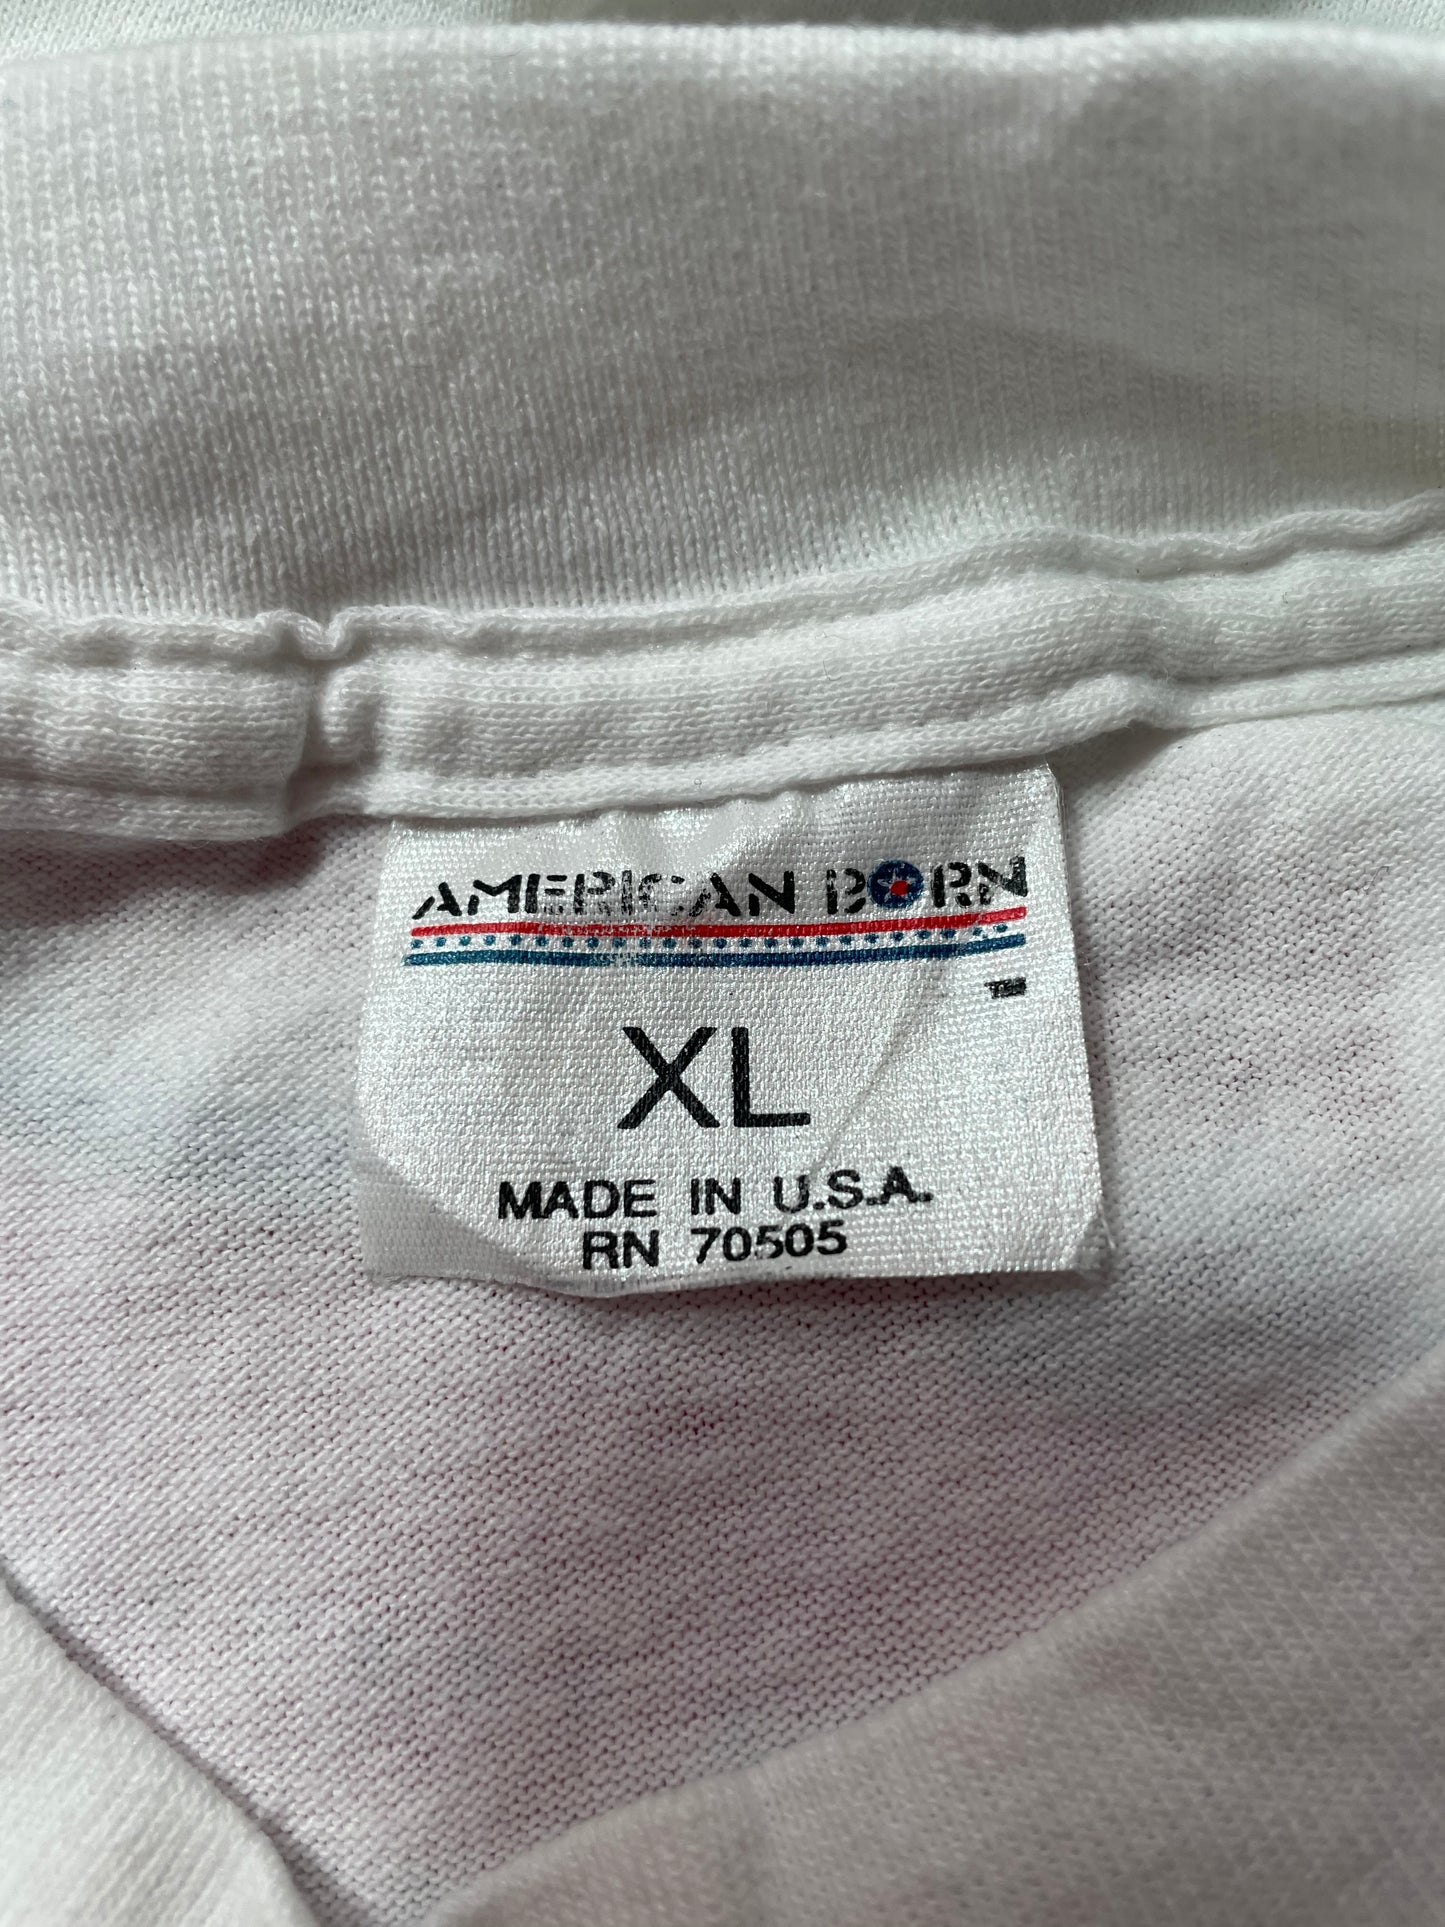 AMERICAN BORN
TM
XL
MADE IN U.S.A.
RN 70505